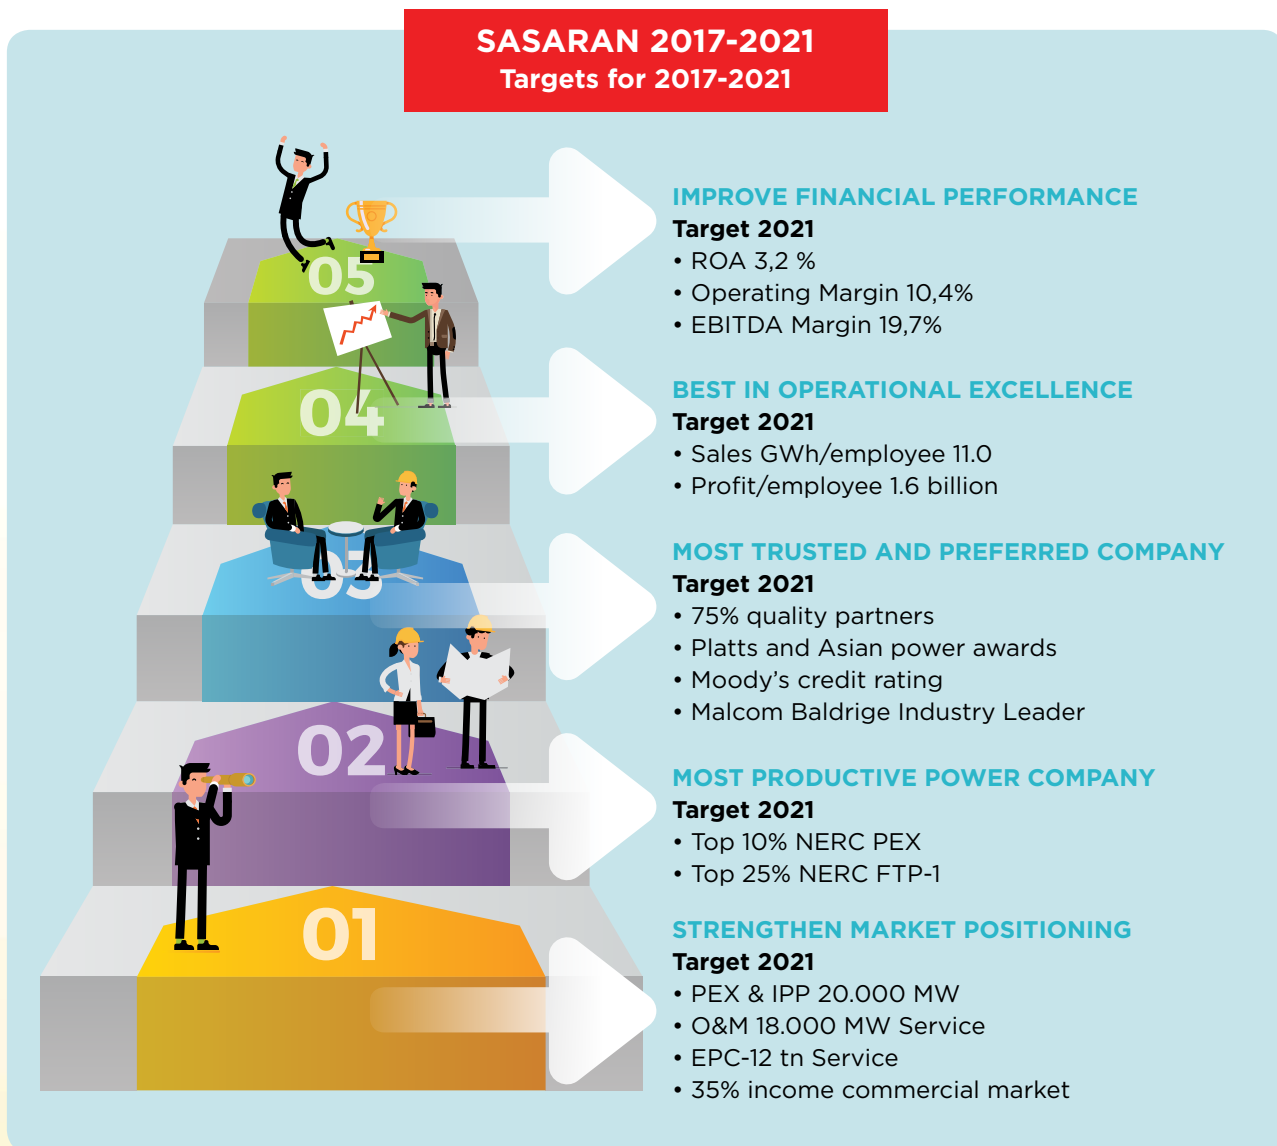 SASARAN 2017-2021
Targets for 2017-2021
05
IMPROVE FINANCIAL PERFORMANCE
Target 2021
• ROA 3,2 %
• Operating Margin 10,4%
• EBITDA Margin 19,7%
04
BEST IN OPERATIONAL EXCELLENCE
Target 2021
• Sales GWh/employee 11.0
• Profit/employee 1.6 billion
03
MOST TRUSTED AND PREFERRED COMPANY
Target 2021
• 75% quality partners
• Platts and Asian power awards
• Moody’s credit rating
• Malcom Baldrige Industry Leader
02
MOST PRODUCTIVE POWER COMPANY
Target 2021
• Top 10% NERC PEX
• Top 25% NERC FTP-1
01
STRENGTHEN MARKET POSITIONING
Target 2021
• PEX & IPP 20.000 MW
• O&M 18.000 MW Service
• EPC-12 tn Service
• 35% income commercial market